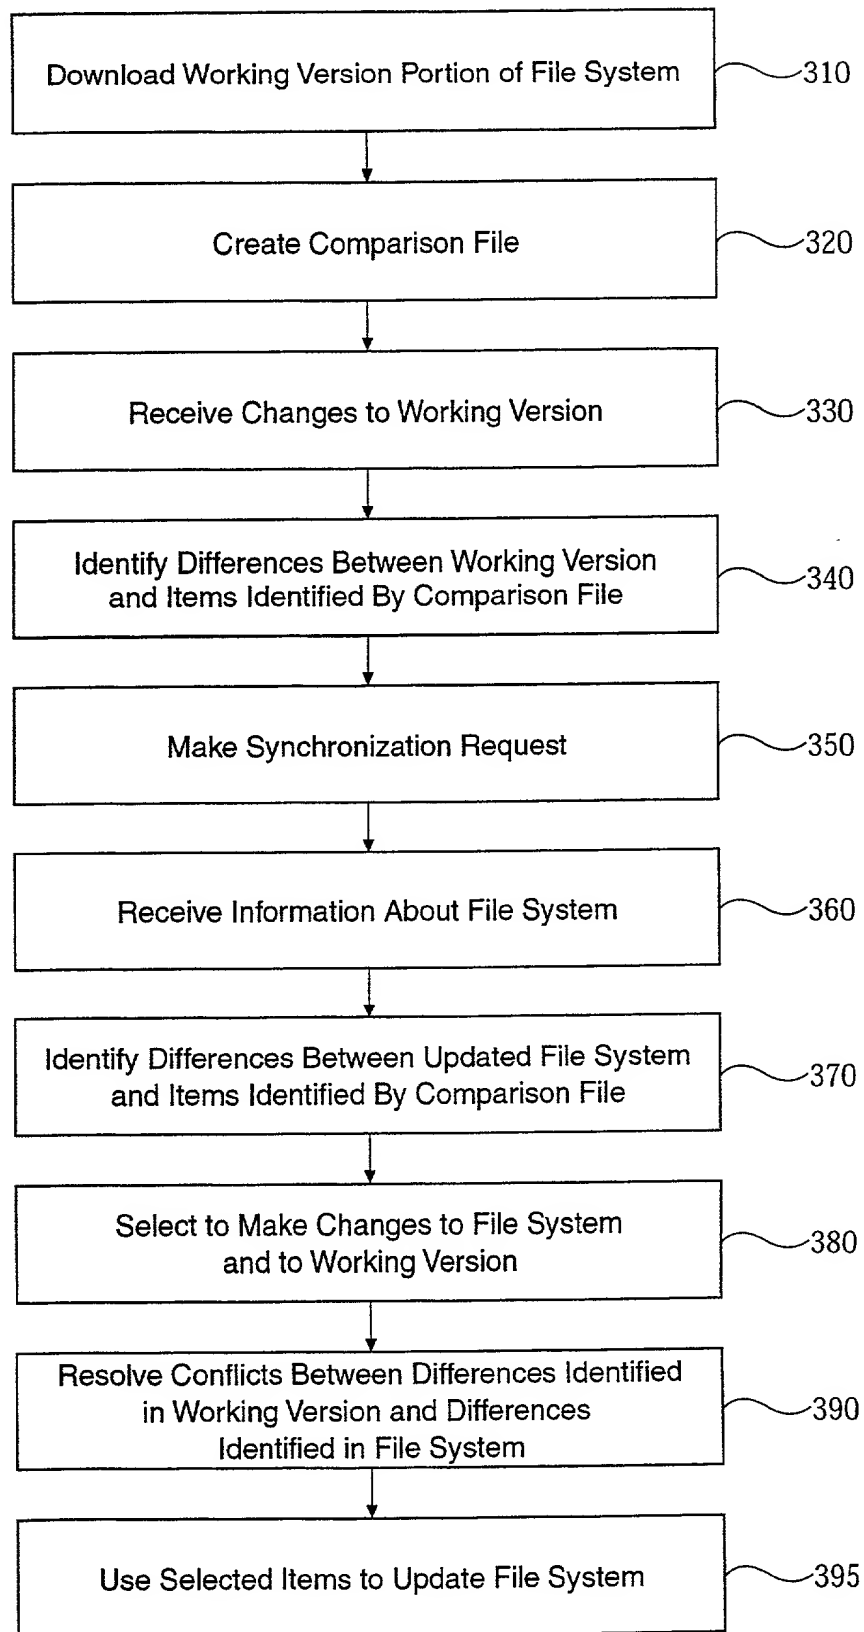 Download Working Version Portion of File System
310
Create Comparison File
320
Receive Changes to Working Version
330
Identify Differences Between Working Version
and Items Identified By Comparison File
340
Make Synchronization Request
350
Receive Information About File System
360
Identify Differences Between Updated File System
and Items Identified By Comparison File
370
Select to Make Changes to File System
and to Working Version
380
Resolve Conflicts Between Differences Identified
in Working Version and Differences
Identified in File System
390
Use Selected Items to Update File System
395